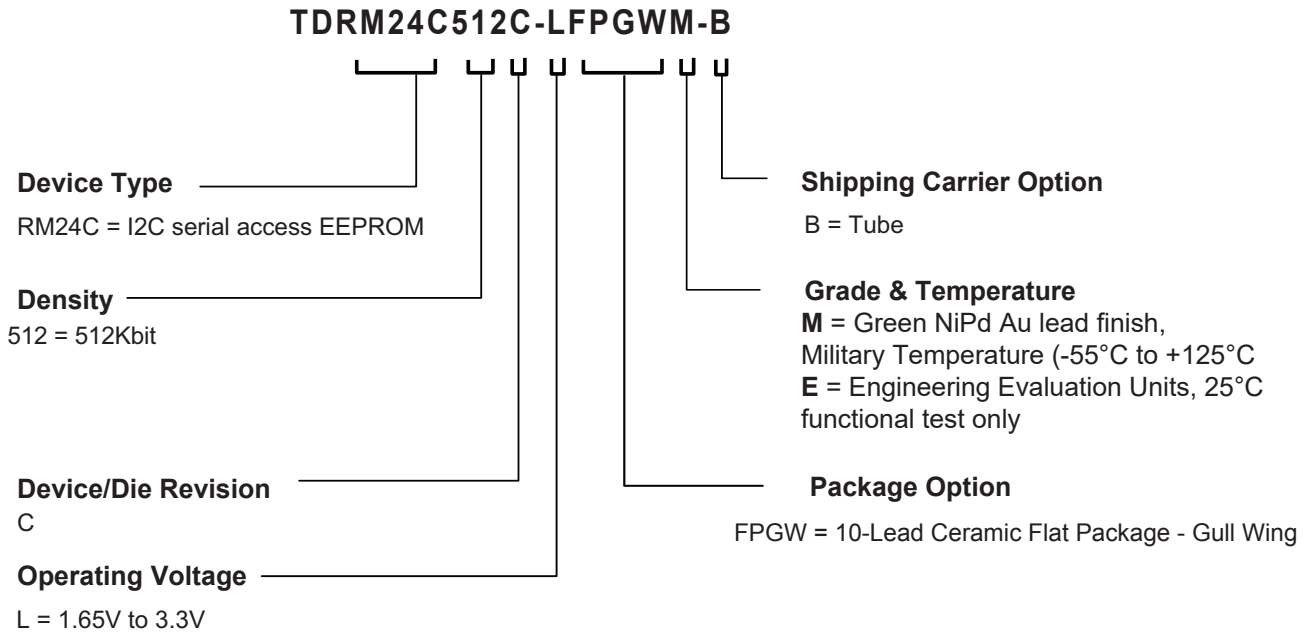 TDRM24C512C-LFPGWM-B
Device Type
RM24C = I2C serial access EEPROM
Density
512 = 512Kbit
Device/Die Revision
C
Operating Voltage
L = 1.65V to 3.3V
Shipping Carrier Option
B = Tube
Grade & Temperature
M = Green NiPd Au lead finish,
Military Temperature (-55°C to +125°C
E = Engineering Evaluation Units, 25°C
functional test only
Package Option
FPGW = 10-Lead Ceramic Flat Package - Gull Wing